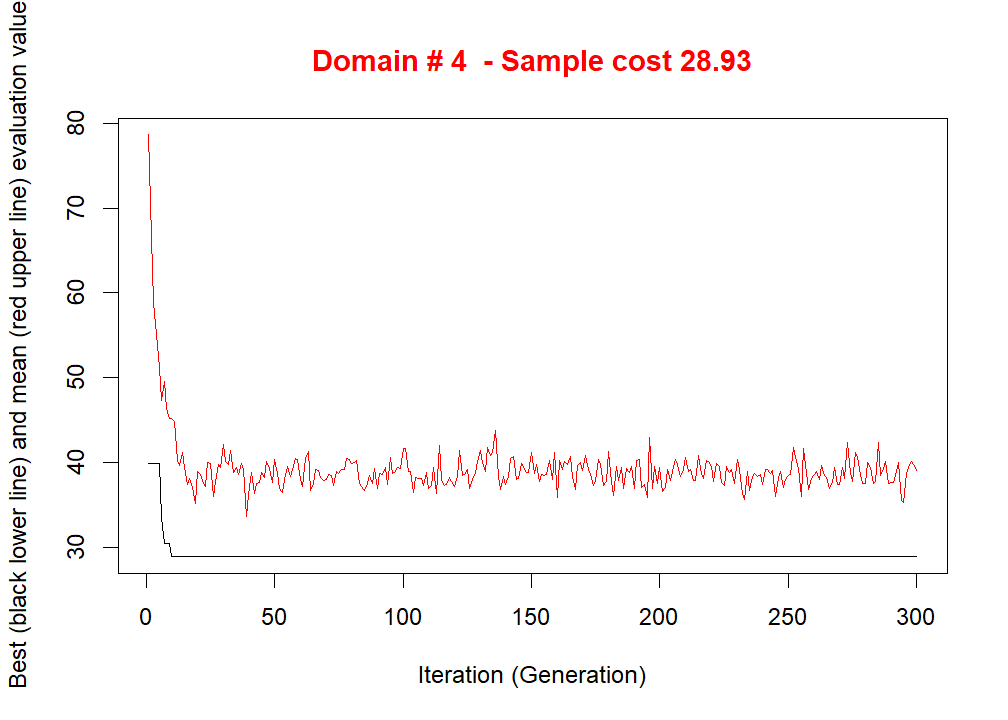 Domain # 4  - Sample cost 28.93
Best (black lower line) and mean (red upper line) evaluation value
80
70
60
50
40
30
0 50 100 150 200 250 300
Iteration (Generation)